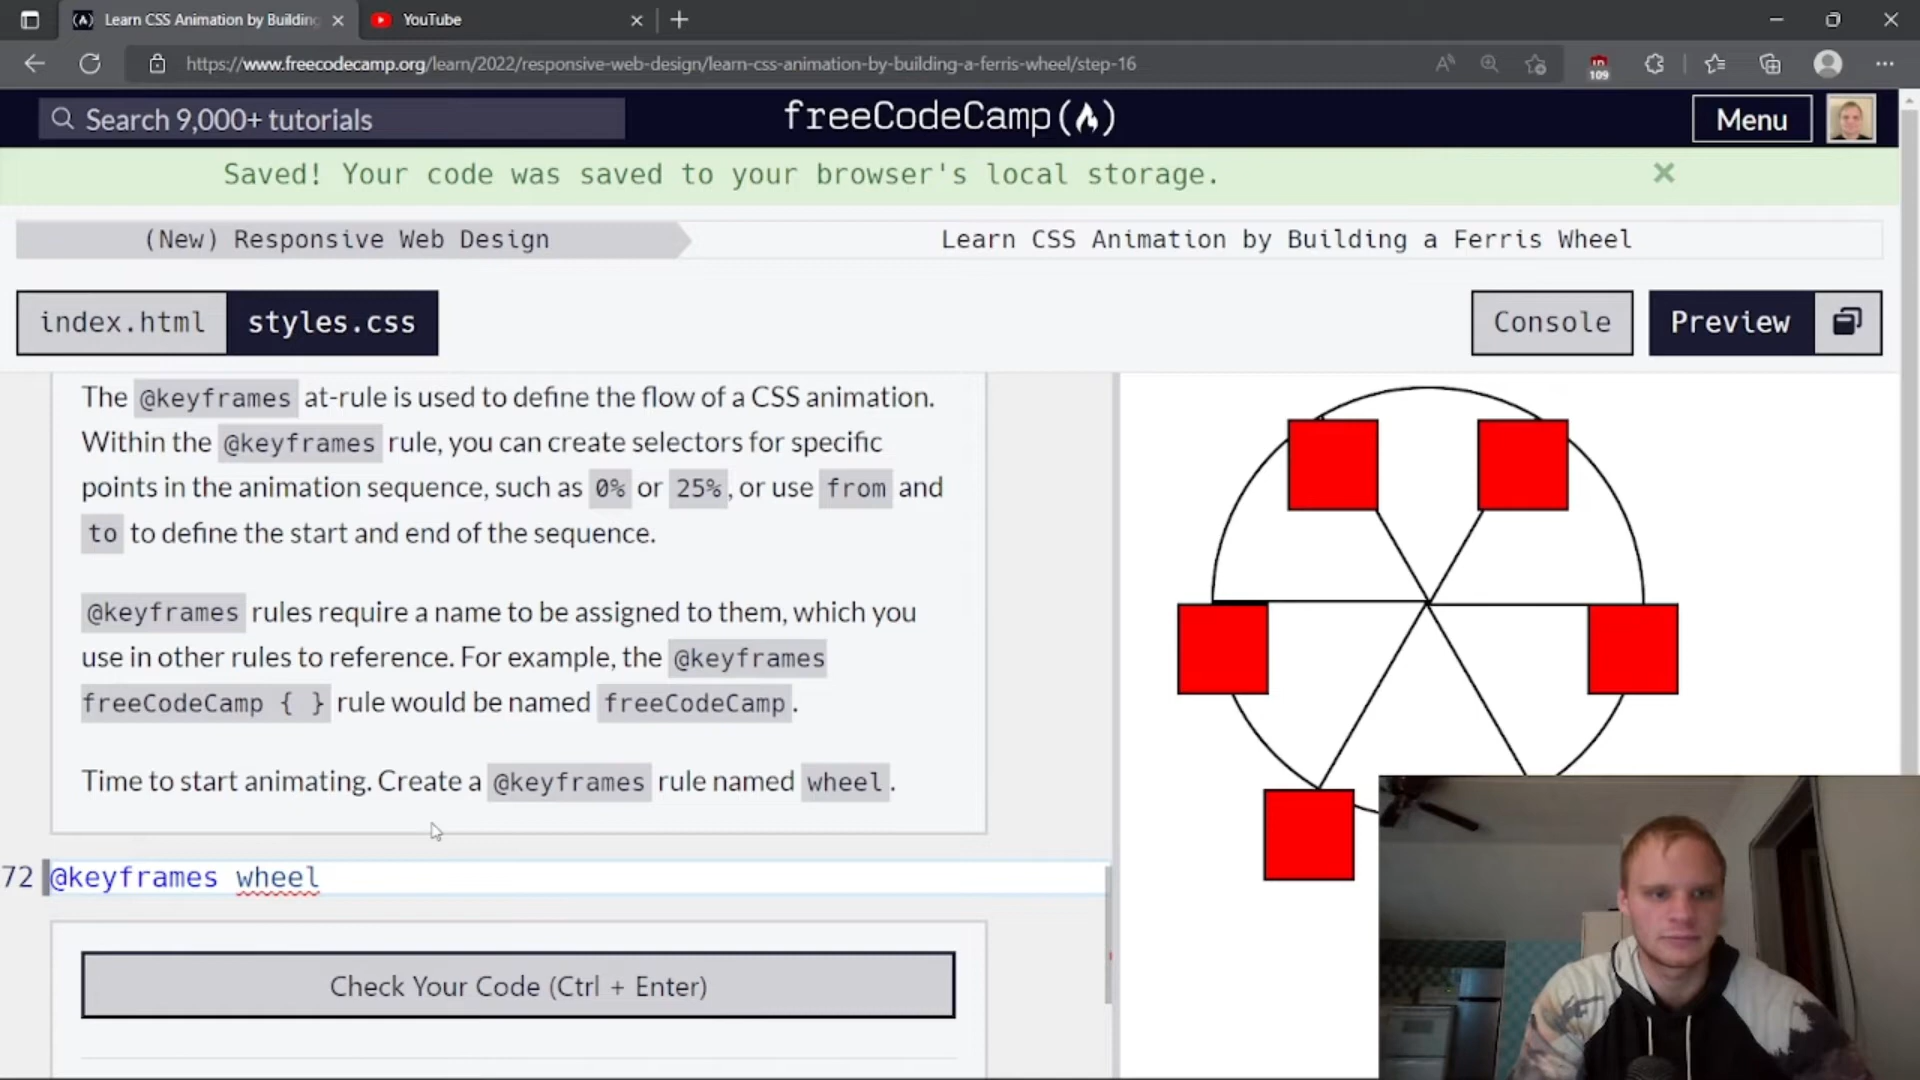 Learn CSS Animation by Building
YouTube
https://www.freecodecamp.org/learn/2022/responsive-web-design/learn-css-animation-by-building-a-ferris-wheel/step-16
109
Search 9,000+ tutorials
freeCodeCamp(🔥)
Menu
Saved! Your code was saved to your browser's local storage.
(New) Responsive Web Design
Learn CSS Animation by Building a Ferris Wheel
index.html
styles.css
Console
Preview
The @keyframes at-rule is used to define the flow of a CSS animation.
Within the @keyframes rule, you can create selectors for specific
points in the animation sequence, such as 0% or 25%, or use from and
to to define the start and end of the sequence.
@keyframes rules require a name to be assigned to them, which you
use in other rules to reference. For example, the @keyframes
freeCodeCamp { } rule would be named freeCodeCamp.
Time to start animating. Create a @keyframes rule named wheel.
72 @keyframes wheel
Check Your Code (Ctrl + Enter)